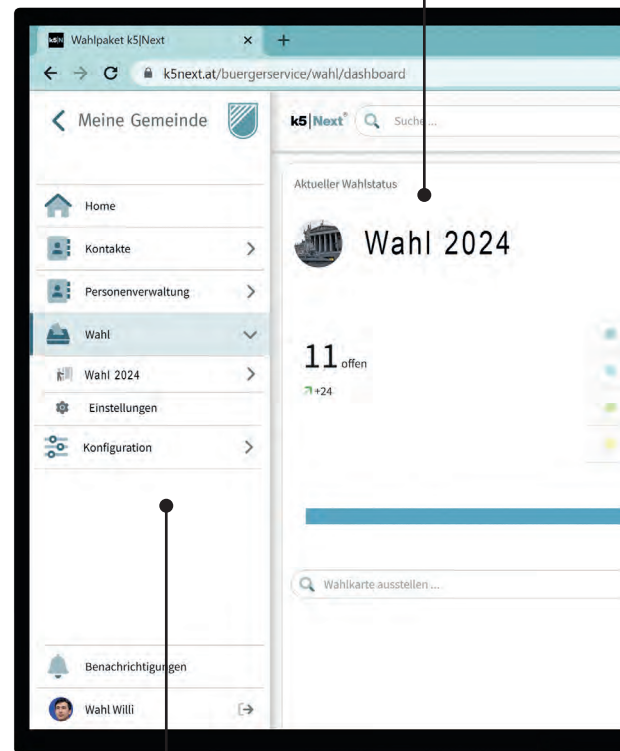 k5|N Wahlpaket k5|Next × +
k5next.at/buergerservice/wahl/dashboard
Meine Gemeinde
k5|Next®
Suche ...
Aktueller Wahlstatus
Home
Wahl 2024
Kontakte
Personenverwaltung
Wahl
11 offen
Wahl 2024
+24
Einstellungen
Konfiguration
Wahlkarte ausstellen ...
Benachrichtigungen
Wahl Willi